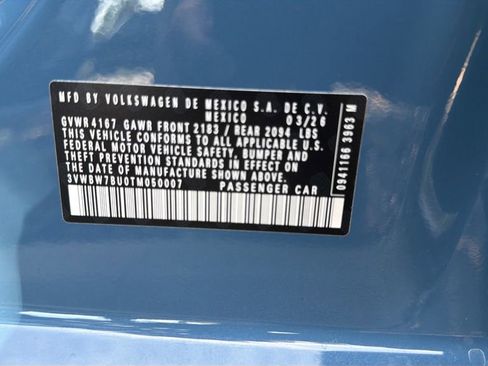 MFD BY VOLKSWAGEN DE MEXICO S.A. DE C.V.
MEXICO 03/26
GVWR 4167 GAWR FRONT 2183 / REAR 2094 LBS
THIS VEHICLE CONFORMS TO ALL APPLICABLE U.S.
FEDERAL MOTOR VEHICLE SAFETY, BUMPER AND
THEFT PREVENTION STANDARDS IN EFFECT ON
THE DATE OF MANUFACTURE SHOWN ABOVE.
3VWBW7BU0TM050007 PASSENGER CAR
0941166 3963 M